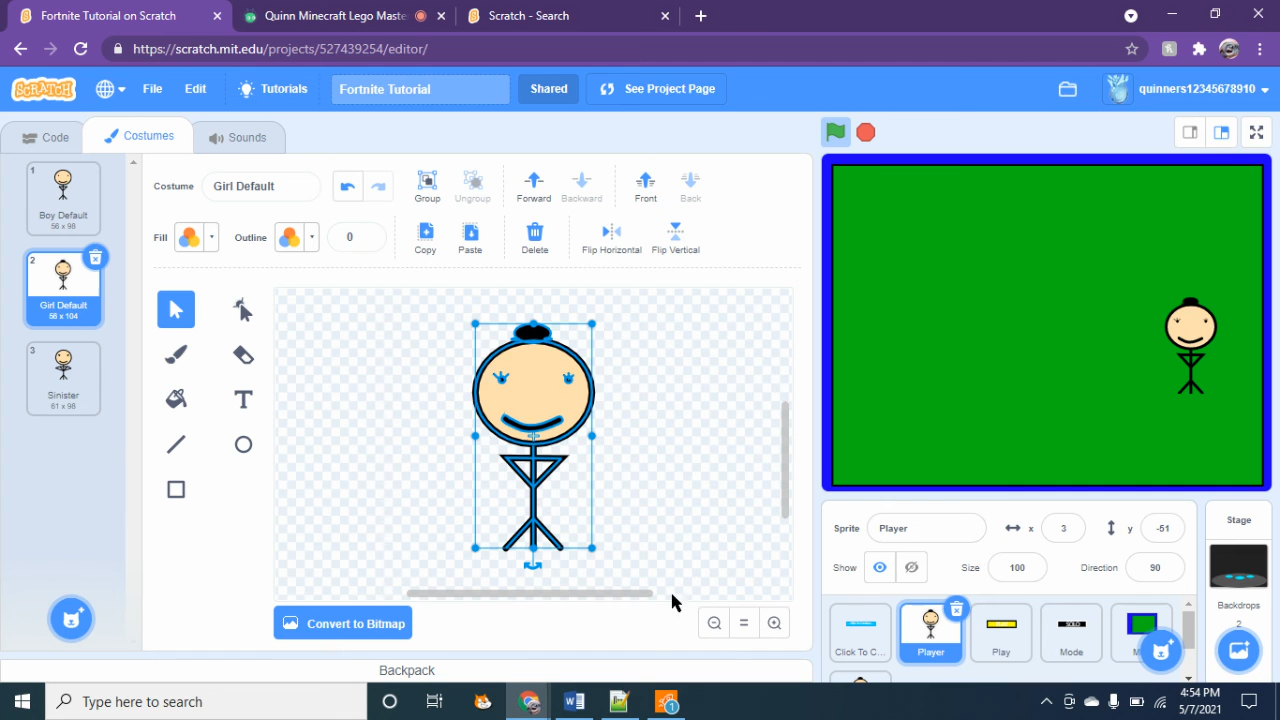 Fortnite Tutorial on Scratch
Quinn Minecraft Lego Maste
Scratch - Search
https://scratch.mit.edu/projects/527439254/editor/
SCRATCH
File
Edit
Tutorials
Fortnite Tutorial
Shared
See Project Page
quinners12345678910
Code
Costumes
Sounds
1
Boy Default
56 x 98
2
Girl Default
56 x 104
3
Sinister
61 x 98
Costume
Girl Default
Group
Ungroup
Forward
Backward
Front
Back
Fill
Outline
0
Copy
Paste
Delete
Flip Horizontal
Flip Vertical
T
Convert to Bitmap
Backpack
Sprite
Player
x
3
y
-51
Show
Size
100
Direction
90
Click To C...
Player
Play
SOLO
Mode
M
Stage
Backdrops
2
Type here to search
W
1
4:54 PM
5/7/2021